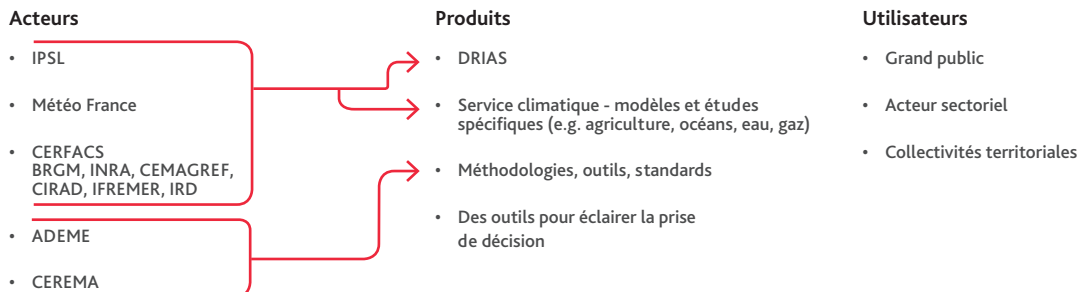 Acteurs
• IPSL
• Météo France
• CERFACS
BRGM, INRA, CEMAGREF,
CIRAD, IFREMER, IRD
• ADEME
• CEREMA
Produits
• DRIAS
• Service climatique - modèles et études
spécifiques (e.g. agriculture, océans, eau, gaz)
• Méthodologies, outils, standards
• Des outils pour éclairer la prise
de décision
Utilisateurs
• Grand public
• Acteur sectoriel
• Collectivités territoriales